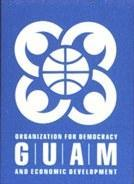 ORGANIZATION FOR DEMOCRACY
G|U|A|M
AND ECONOMIC DEVELOPMENT